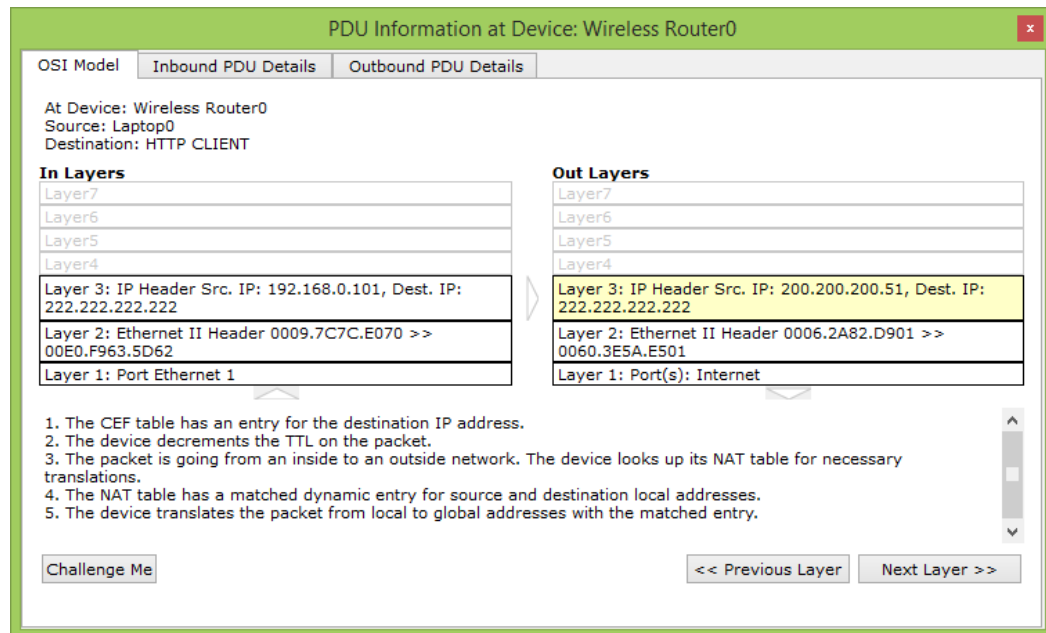 PDU Information at Device: Wireless Router0
x
OSI Model
Inbound PDU Details
Outbound PDU Details
At Device: Wireless Router0
Source: Laptop0
Destination: HTTP CLIENT
In Layers
Layer7
Layer6
Layer5
Layer4
Layer 3: IP Header Src. IP: 192.168.0.101, Dest. IP:
222.222.222.222
Layer 2: Ethernet II Header 0009.7C7C.E070 >>
00E0.F963.5D62
Layer 1: Port Ethernet 1
Out Layers
Layer7
Layer6
Layer5
Layer4
Layer 3: IP Header Src. IP: 200.200.200.51, Dest. IP:
222.222.222.222
Layer 2: Ethernet II Header 0006.2A82.D901 >>
0060.3E5A.E501
Layer 1: Port(s): Internet
1. The CEF table has an entry for the destination IP address.
2. The device decrements the TTL on the packet.
3. The packet is going from an inside to an outside network. The device looks up its NAT table for necessary
translations.
4. The NAT table has a matched dynamic entry for source and destination local addresses.
5. The device translates the packet from local to global addresses with the matched entry.
Challenge Me
<< Previous Layer
Next Layer >>